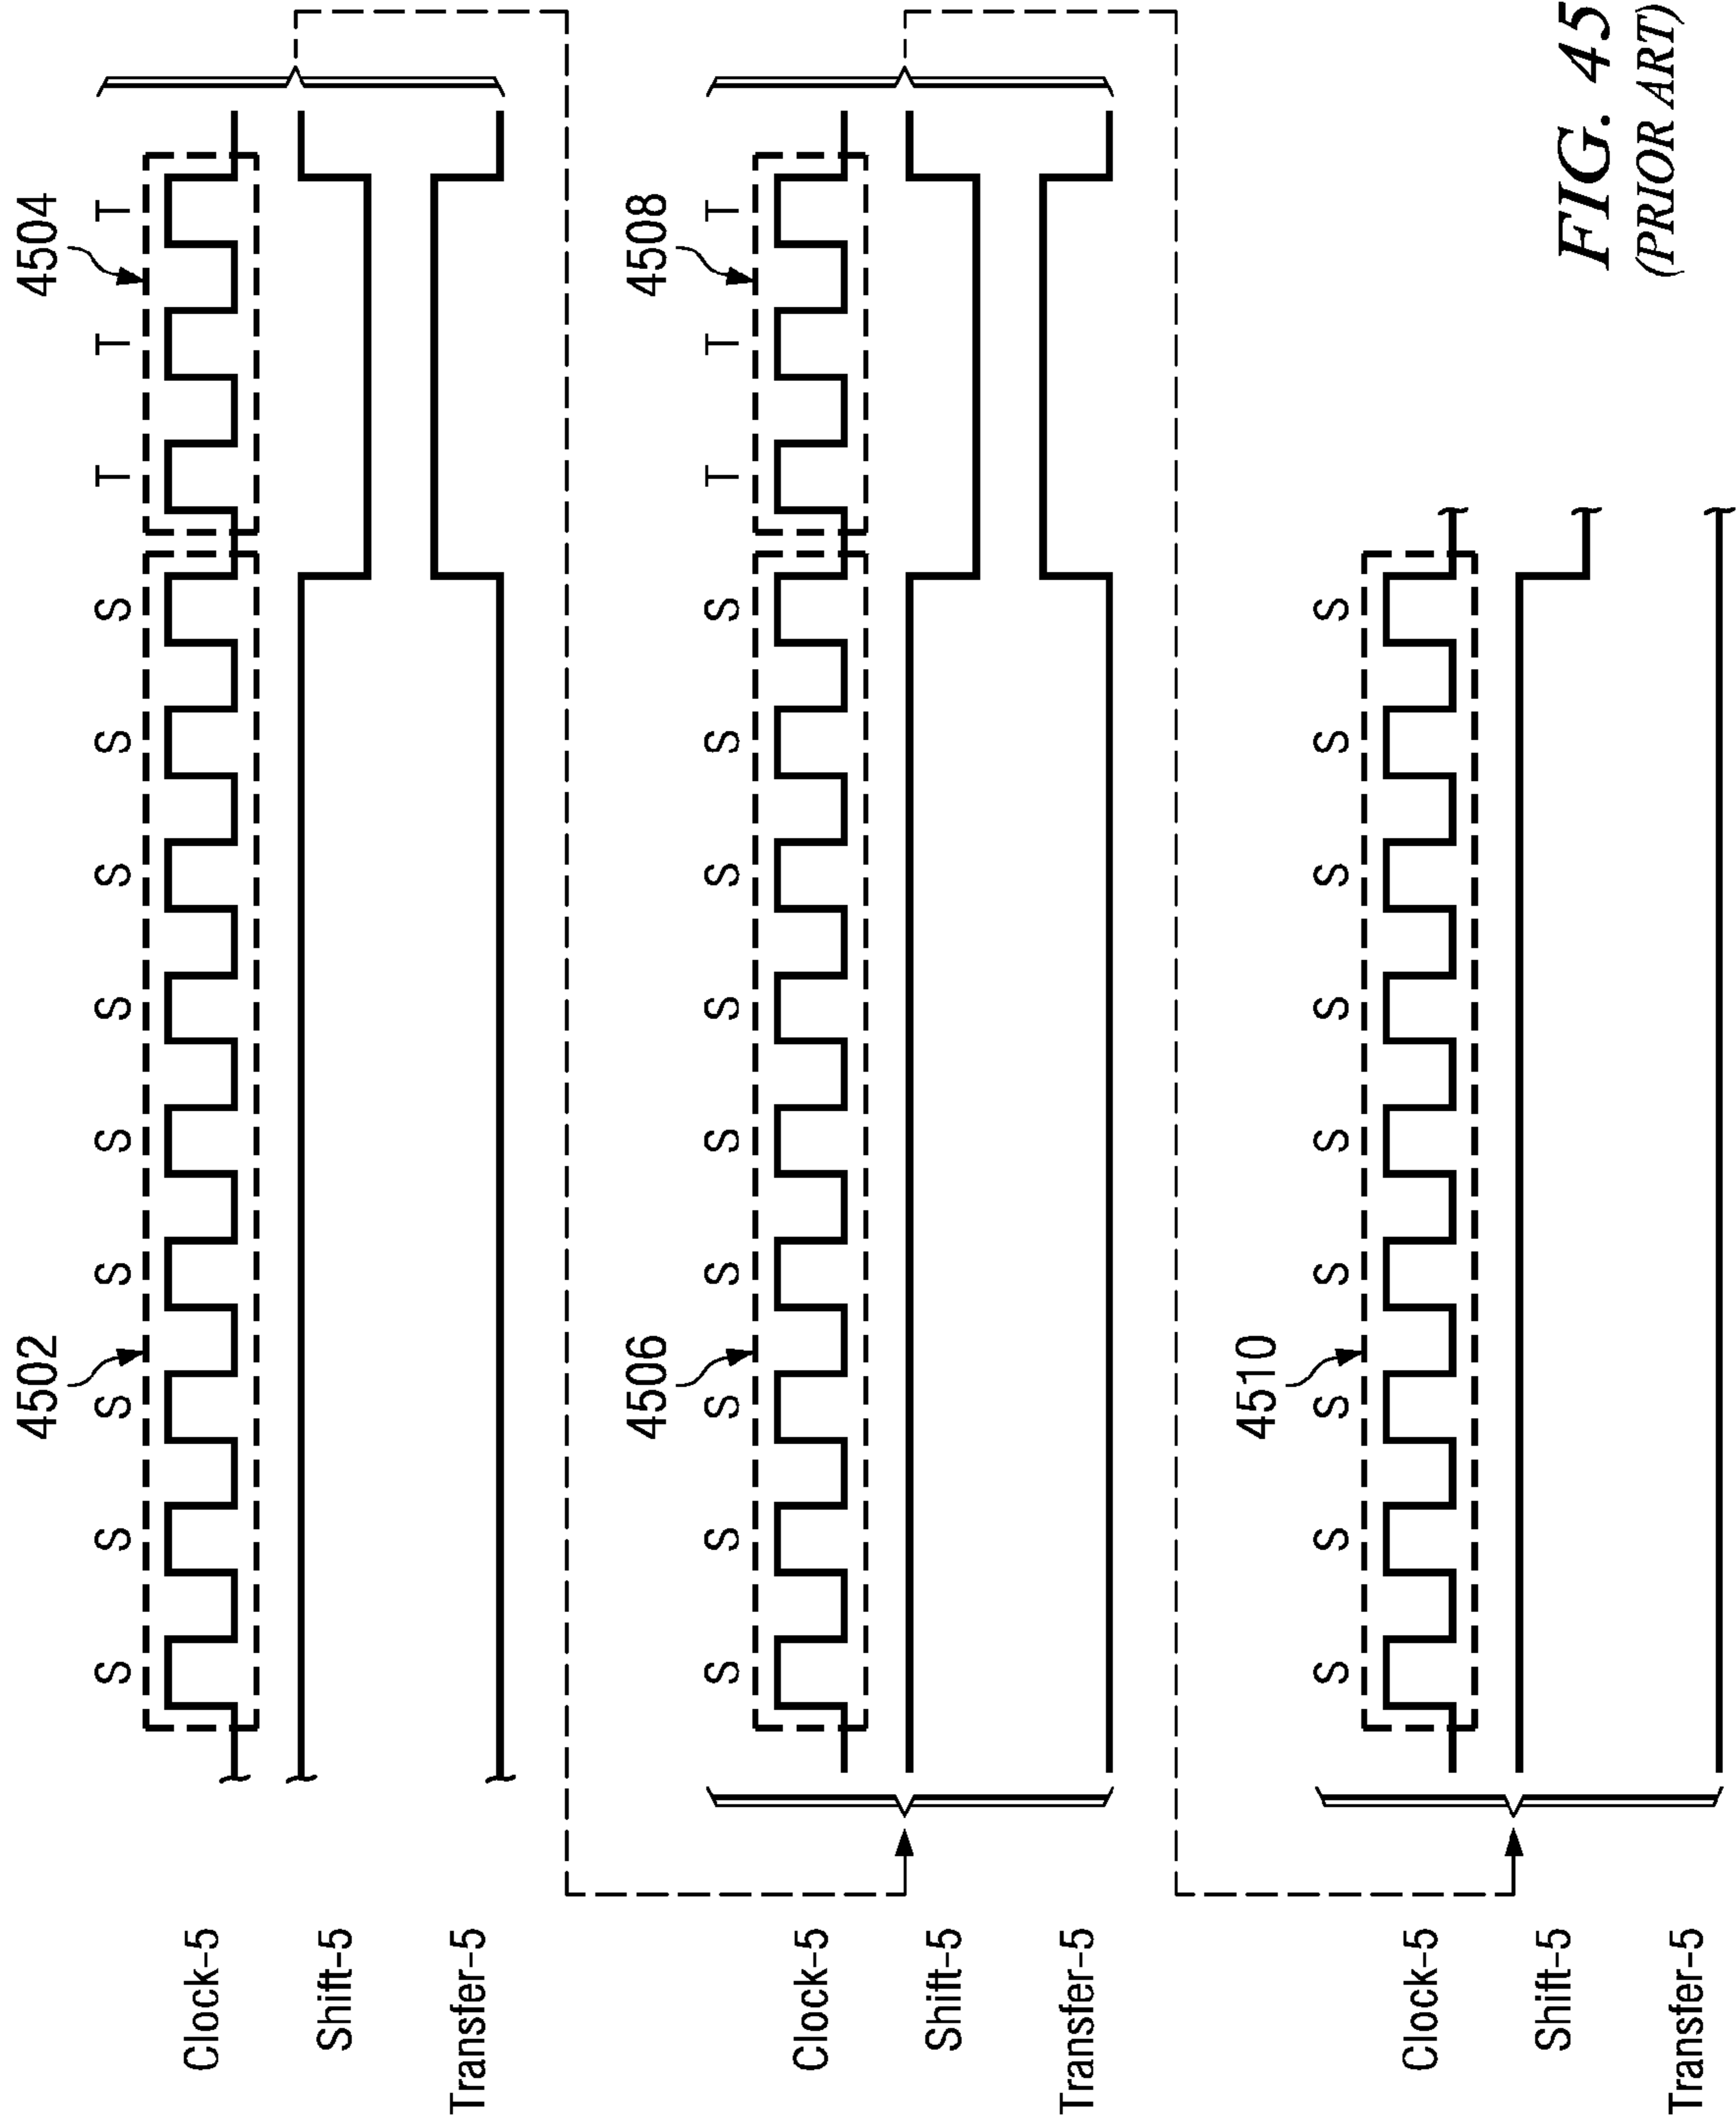 4502 4504
S S S S S S S S S T T T
Clock-5
Shift-5
Transfer-5
4506 4508
S S S S S S S S S T T T
Clock-5
Shift-5
Transfer-5
4510
S S S S S S S S S
Clock-5
Shift-5
Transfer-5
FIG. 45
(PRIOR ART)